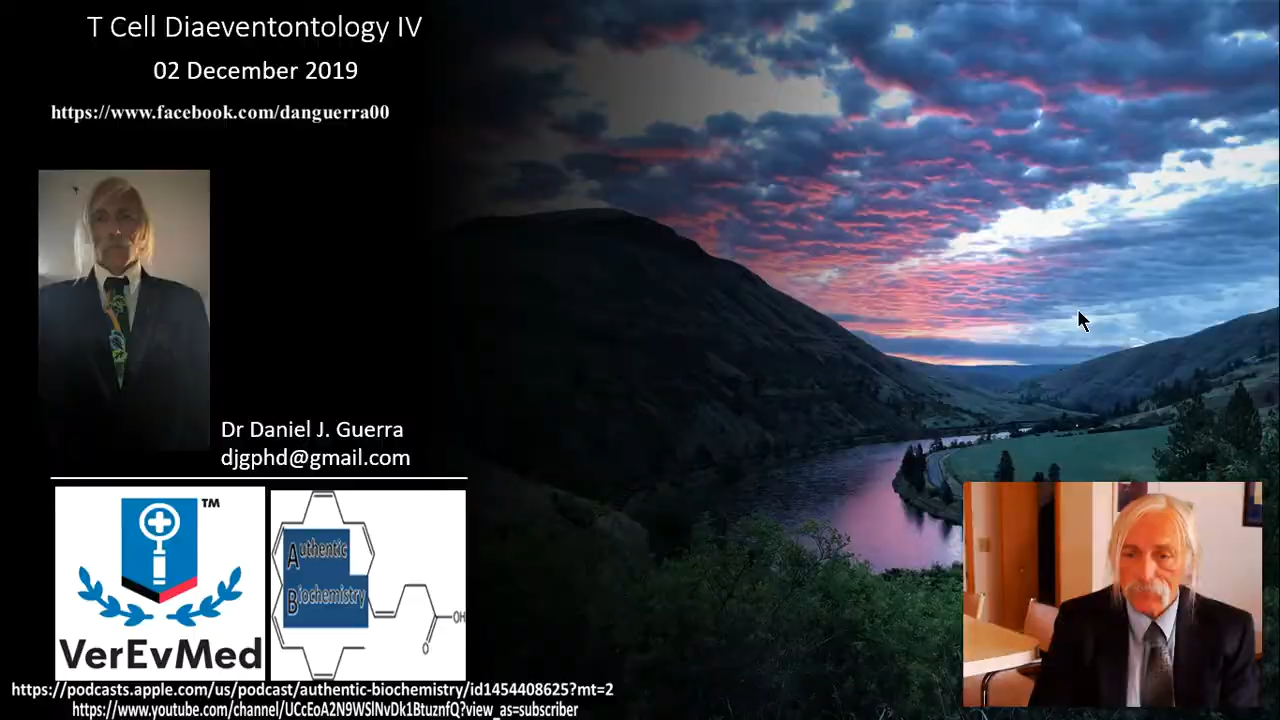 T Cell Diaeventontology IV
02 December 2019
https://www.facebook.com/danguerra00
Dr Daniel J. Guerra
djgphd@gmail.com
TM
VerEvMed
Authentic
Biochemistry
OH
O
https://podcasts.apple.com/us/podcast/authentic-biochemistry/id1454408625?mt=2
https://www.youtube.com/channel/UCcEoA2N9WSlNvDk1BtuznfQ?view_as=subscriber